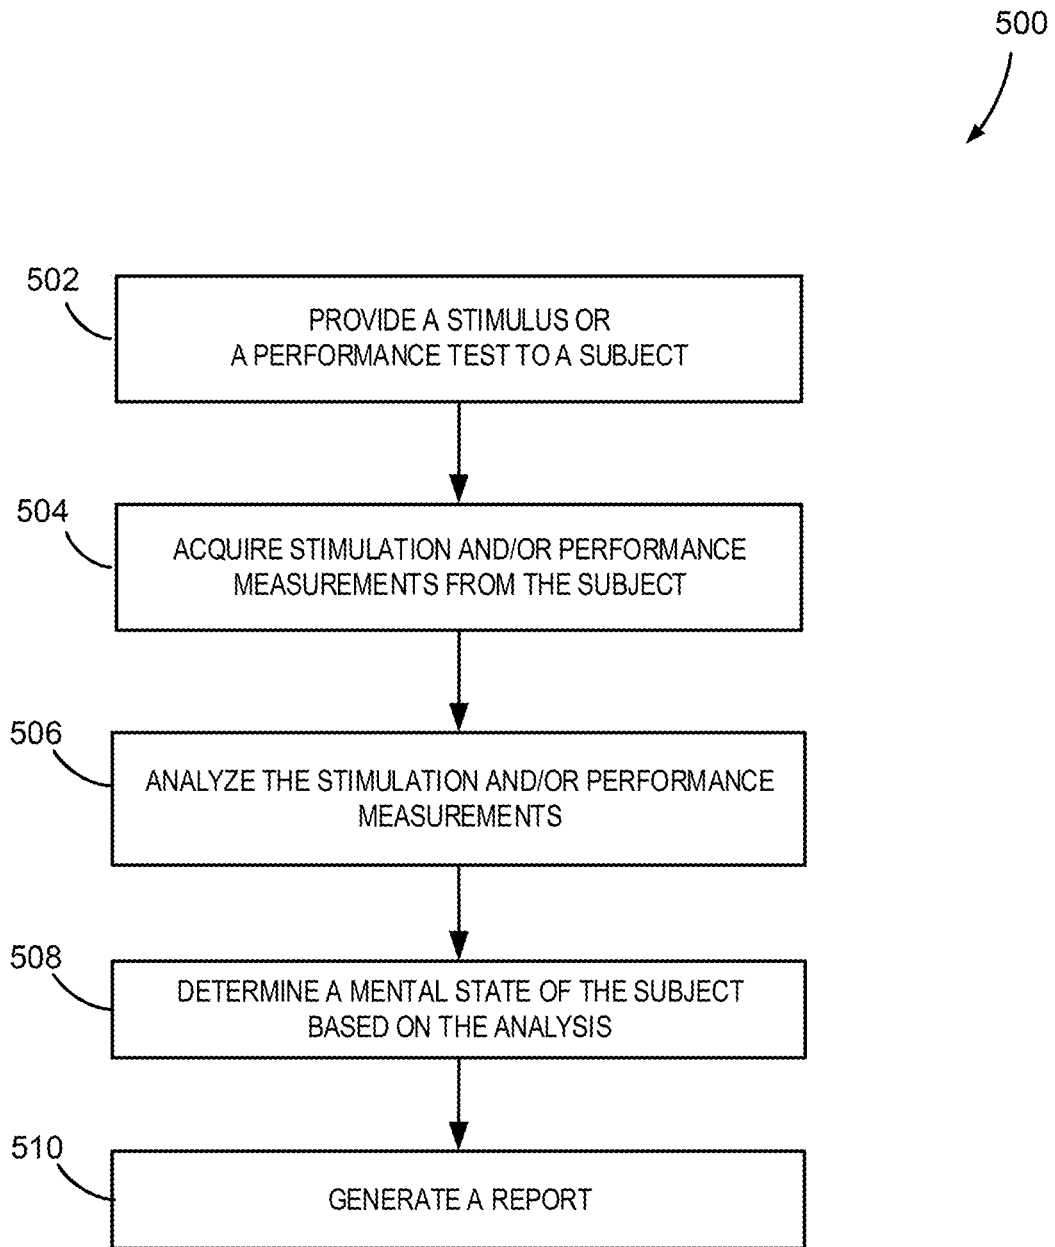 500
502
PROVIDE A STIMULUS OR
A PERFORMANCE TEST TO A SUBJECT
504
ACQUIRE STIMULATION AND/OR PERFORMANCE
MEASUREMENTS FROM THE SUBJECT
506
ANALYZE THE STIMULATION AND/OR PERFORMANCE
MEASUREMENTS
508
DETERMINE A MENTAL STATE OF THE SUBJECT
BASED ON THE ANALYSIS
510
GENERATE A REPORT